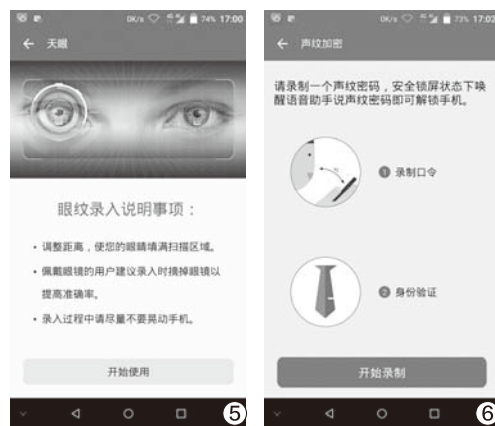 0K/s 74% 17:00
天眼
眼纹录入说明事项：
• 调整距离，使您的眼睛填满扫描区域。
• 佩戴眼镜的用户建议录入时摘掉眼镜以
提高准确率。
• 录入过程中请尽量不要晃动手机。
开始使用
5
0K/s 73% 17:02
声纹加密
请录制一个声纹密码，安全锁屏状态下唤
醒语音助手说声纹密码即可解锁手机。
1 录制口令
2 身份验证
开始录制
6